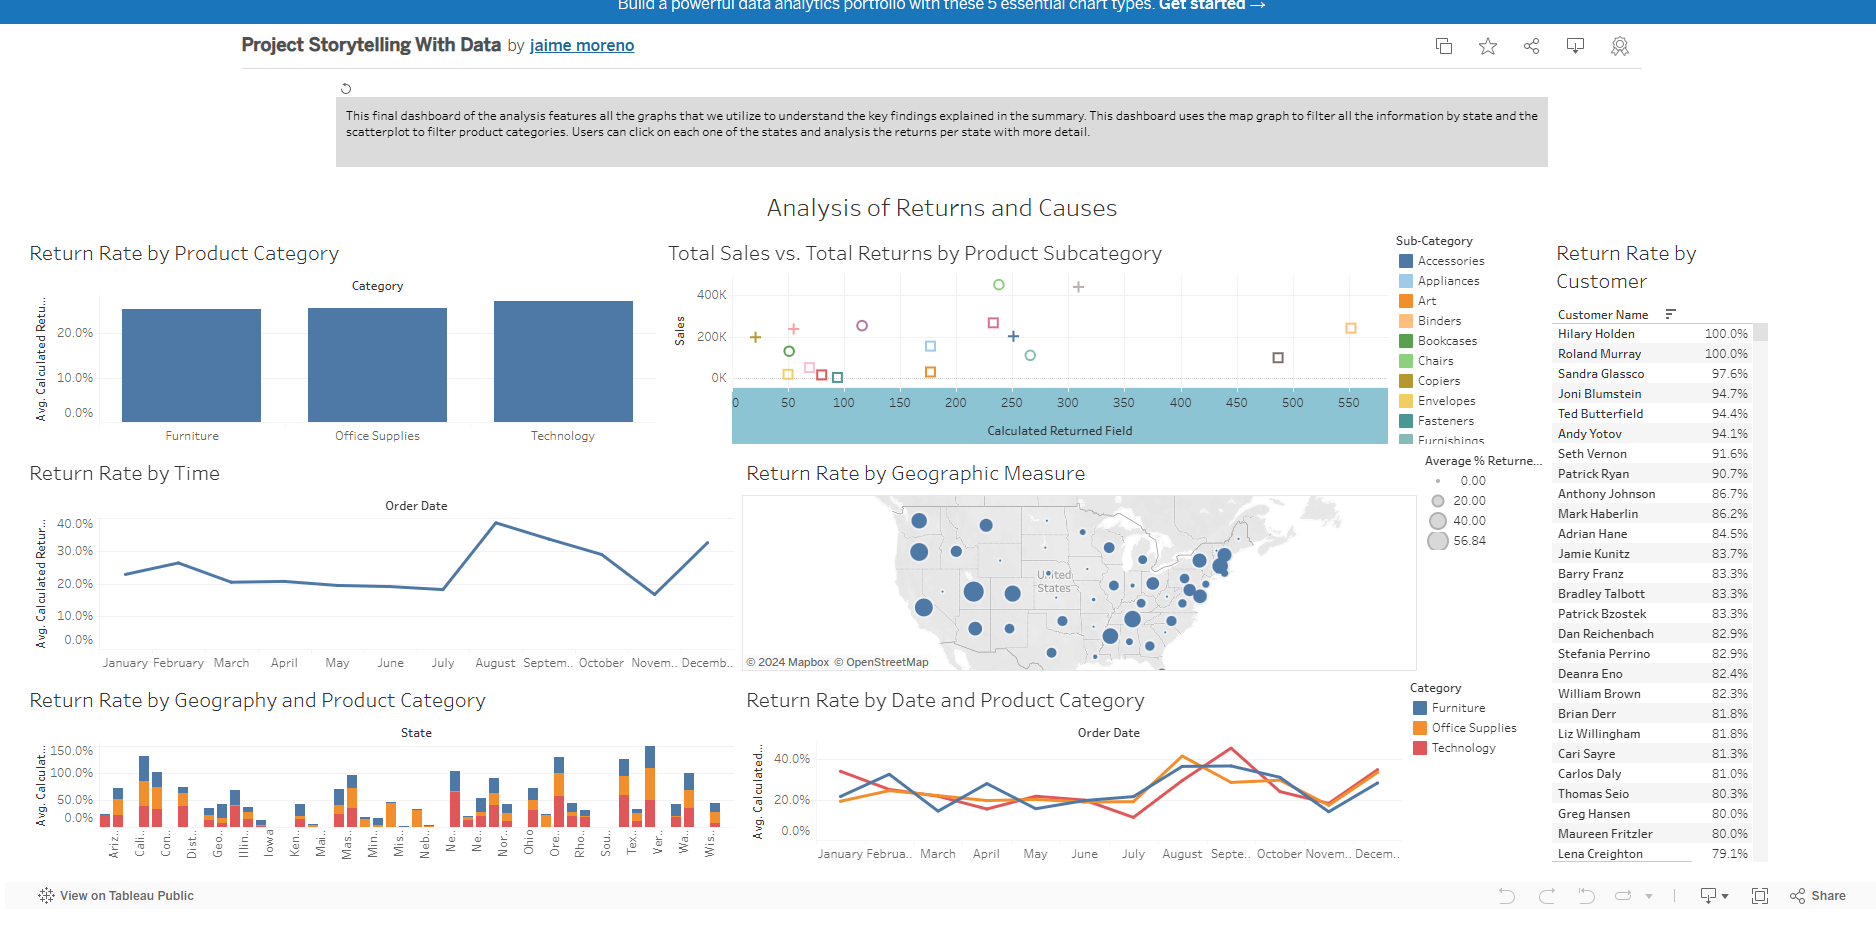 Build a powerful data analytics portfolio with these 5 essential chart types. Get started →
Project Storytelling With Data by jaime moreno
This final dashboard of the analysis features all the graphs that we utilize to understand the key findings explained in the summary. This dashboard uses the map graph to filter all the information by state and the
scatterplot to filter product categories. Users can click on each one of the states and analysis the returns per state with more detail.
Analysis of Returns and Causes
Return Rate by Product Category
Category
Avg. Calculated Retu...
20.0%
10.0%
0.0%
Furniture Office Supplies Technology
Total Sales vs. Total Returns by Product Subcategory
Sales
400K
200K
0K
0 50 100 150 200 250 300 350 400 450 500 550
Calculated Returned Field
Sub-Category
Accessories
Appliances
Art
Binders
Bookcases
Chairs
Copiers
Envelopes
Fasteners
Furnishings
Return Rate by
Customer
Customer Name
Hilary Holden 100.0%
Roland Murray 100.0%
Sandra Glassco 97.6%
Joni Blumstein 94.7%
Ted Butterfield 94.4%
Andy Yotov 94.1%
Seth Vernon 91.6%
Patrick Ryan 90.7%
Anthony Johnson 86.7%
Mark Haberlin 86.2%
Adrian Hane 84.5%
Jamie Kunitz 83.7%
Barry Franz 83.3%
Bradley Talbott 83.3%
Patrick Bzostek 83.3%
Dan Reichenbach 82.9%
Stefania Perrino 82.9%
Deanra Eno 82.4%
William Brown 82.3%
Brian Derr 81.8%
Liz Willingham 81.8%
Cari Sayre 81.3%
Carlos Daly 81.0%
Thomas Seio 80.3%
Greg Hansen 80.0%
Maureen Fritzler 80.0%
Lena Creighton 79.1%
Return Rate by Time
Order Date
Avg. Calculated Retur...
40.0%
30.0%
20.0%
10.0%
0.0%
January February March April May June July August Septem.. October Novem.. Decemb..
Return Rate by Geographic Measure
United
States
© 2024 Mapbox © OpenStreetMap
Average % Returne...
0.00
20.00
40.00
56.84
Return Rate by Geography and Product Category
State
Avg. Calculat...
150.0%
100.0%
50.0%
0.0%
Ariz.. Cali.. Con.. Dist.. Geo.. Illin.. Iowa Ken.. Mai.. Mas.. Min.. Mis.. Neb.. Ne.. Ne.. Nor.. Ohio Ore.. Rho.. Sou.. Tex.. Ver.. Wa.. Wis..
Return Rate by Date and Product Category
Order Date
Avg. Calculated...
40.0%
20.0%
0.0%
January Februa.. March April May June July August Septe.. October Novem.. Decem..
Category
Furniture
Office Supplies
Technology
View on Tableau Public
Share